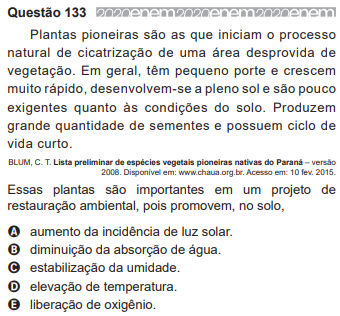 Questão 133 2020enem2020enem2020enem
Plantas pioneiras são as que iniciam o processo
natural de cicatrização de uma área desprovida de
vegetação. Em geral, têm pequeno porte e crescem
muito rápido, desenvolvem-se a pleno sol e são pouco
exigentes quanto às condições do solo. Produzem
grande quantidade de sementes e possuem ciclo de
vida curto.
BLUM, C. T. Lista preliminar de espécies vegetais pioneiras nativas do Paraná – versão
2008. Disponível em: www.chaua.org.br. Acesso em: 10 fev. 2015.
Essas plantas são importantes em um projeto de
restauração ambiental, pois promovem, no solo,
A aumento da incidência de luz solar.
B diminuição da absorção de água.
C estabilização da umidade.
D elevação de temperatura.
E liberação de oxigênio.